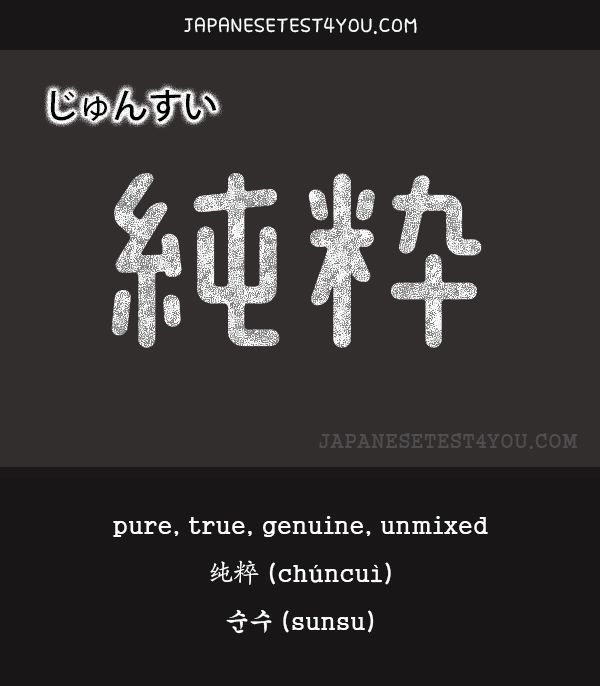 JAPANESETEST4YOU.COM
じゅんすい
純粋
JAPANESETEST4YOU.COM
pure, true, genuine, unmixed
纯粹 (chúncuì)
순수 (sunsu)